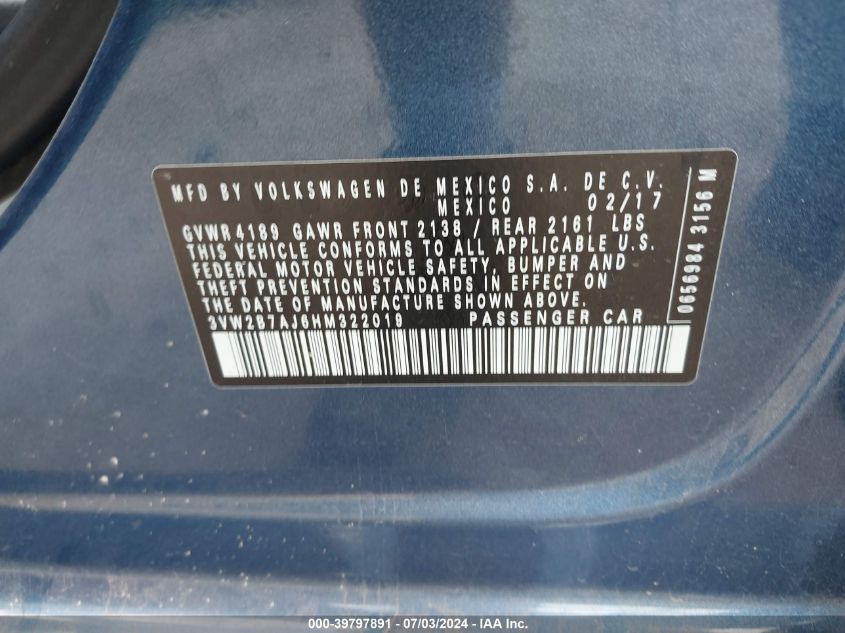 MFD BY VOLKSWAGEN DE MEXICO S.A. DE C.V.
MEXICO 02/17
GVWR 4189 GAWR FRONT 2138 / REAR 2161 LBS
THIS VEHICLE CONFORMS TO ALL APPLICABLE U.S.
FEDERAL MOTOR VEHICLE SAFETY, BUMPER AND
THEFT PREVENTION STANDARDS IN EFFECT ON
THE DATE OF MANUFACTURE SHOWN ABOVE.
3VW2B7AJ6HM322019 PASSENGER CAR
0656984 3156 M
000-39797891 - 07/03/2024 - IAA Inc.